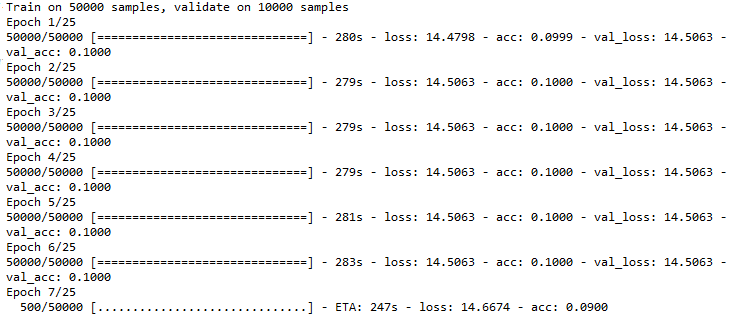 Train on 50000 samples, validate on 10000 samples
Epoch 1/25
50000/50000 [==============================] - 280s - loss: 14.4798 - acc: 0.0999 - val_loss: 14.5063 -
val_acc: 0.1000
Epoch 2/25
50000/50000 [==============================] - 279s - loss: 14.5063 - acc: 0.1000 - val_loss: 14.5063 -
val_acc: 0.1000
Epoch 3/25
50000/50000 [==============================] - 279s - loss: 14.5063 - acc: 0.1000 - val_loss: 14.5063 -
val_acc: 0.1000
Epoch 4/25
50000/50000 [==============================] - 279s - loss: 14.5063 - acc: 0.1000 - val_loss: 14.5063 -
val_acc: 0.1000
Epoch 5/25
50000/50000 [==============================] - 281s - loss: 14.5063 - acc: 0.1000 - val_loss: 14.5063 -
val_acc: 0.1000
Epoch 6/25
50000/50000 [==============================] - 283s - loss: 14.5063 - acc: 0.1000 - val_loss: 14.5063 -
val_acc: 0.1000
Epoch 7/25
500/50000 [..............................] - ETA: 247s - loss: 14.6674 - acc: 0.0900